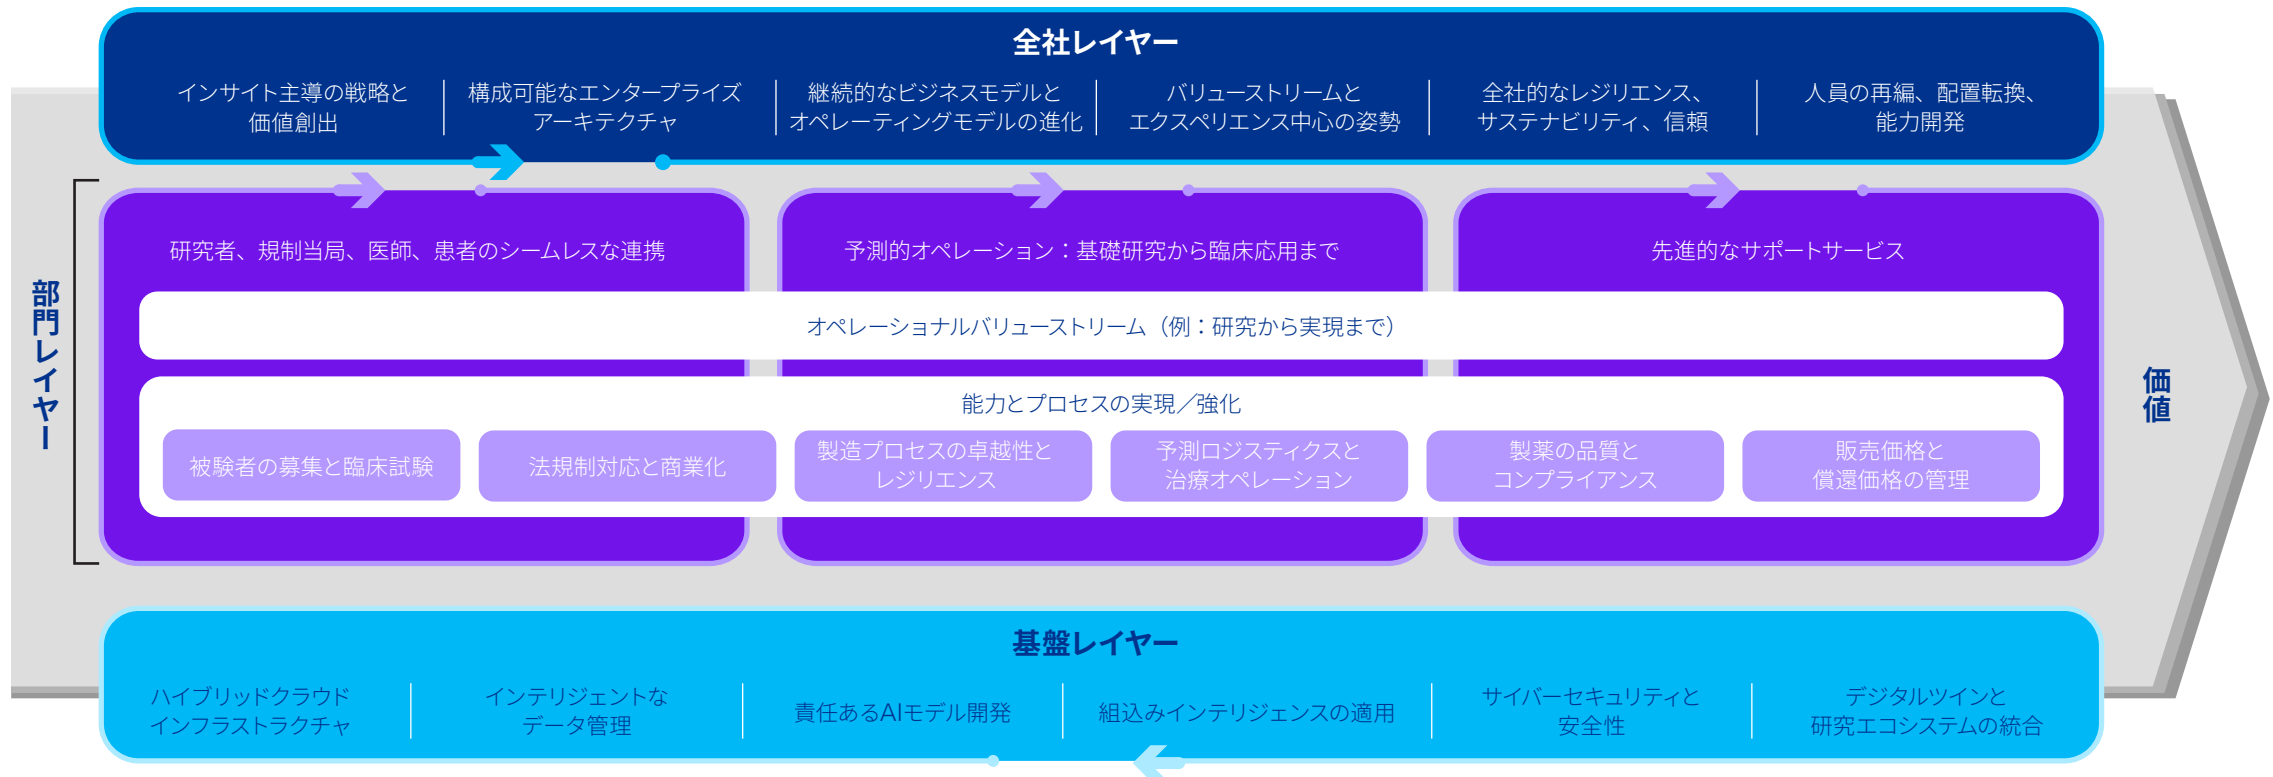 全社レイヤー
インサイト主導の戦略と
価値創出
構成可能なエンタープライズ
アーキテクチャ
継続的なビジネスモデルと
オペレーティングモデルの進化
バリューストリームと
エクスペリエンス中心の姿勢
全社的なレジリエンス、
サステナビリティ、信頼
人員の再編、配置転換、
能力開発
部門レイヤー
研究者、規制当局、医師、患者のシームレスな連携
予測的オペレーション：基礎研究から臨床応用まで
先進的なサポートサービス
オペレーショナルバリューストリーム（例：研究から実現まで）
能力とプロセスの実現／強化
被験者の募集と臨床試験
法規制対応と商業化
製造プロセスの卓越性と
レジリエンス
予測ロジスティクスと
治療オペレーション
製薬の品質と
コンプライアンス
販売価格と
償還価格の管理
価値
基盤レイヤー
ハイブリッドクラウド
インフラストラクチャ
インテリジェントな
データ管理
責任あるAIモデル開発
組込みインテリジェンスの適用
サイバーセキュリティと
安全性
デジタルツインと
研究エコシステムの統合